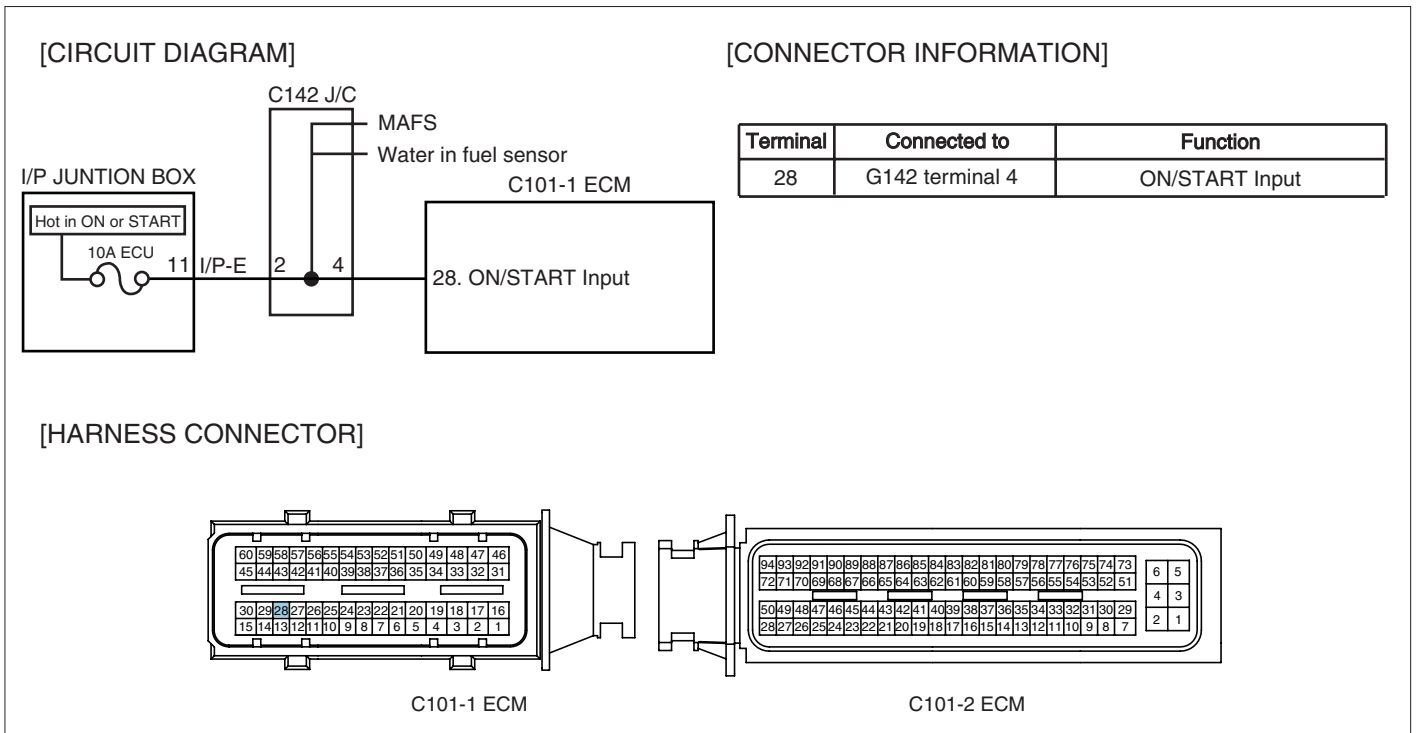 [CIRCUIT DIAGRAM]
C142 J/C
MAFS
Water in fuel sensor
I/P JUNTION BOX
C101-1 ECM
Hot in ON or START
10A ECU
11 I/P-E 2 4
28. ON/START Input
[CONNECTOR INFORMATION]
Terminal Connected to Function
28 G142 terminal 4 ON/START Input
[HARNESS CONNECTOR]
60 59 58 57 56 55 54 53 52 51 50 49 48 47 46
45 44 43 42 41 40 39 38 37 36 35 34 33 32 31
30 29 28 27 26 25 24 23 22 21 20 19 18 17 16
15 14 13 12 11 10 9 8 7 6 5 4 3 2 1
C101-1 ECM
94 93 92 91 90 89 88 87 86 85 84 83 82 81 80 79 78 77 76 75 74 73
72 71 70 69 68 67 66 65 64 63 62 61 60 59 58 57 56 55 54 53 52 51
50 49 48 47 46 45 44 43 42 41 40 39 38 37 36 35 34 33 32 31 30 29
28 27 26 25 24 23 22 21 20 19 18 17 16 15 14 13 12 11 10 9 8 7
6 5
4 3
2 1
C101-2 ECM